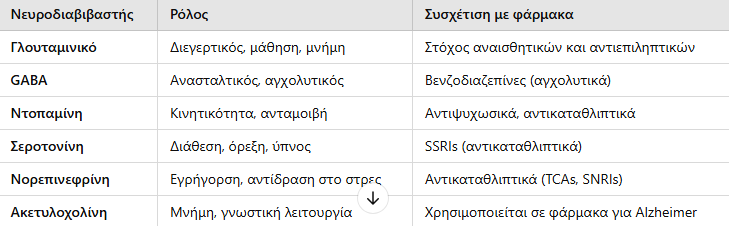 Νευροδιαβιβαστής Ρόλος Συσχέτιση με φάρμακα
Γλουταμινικό Διεγερτικός, μάθηση, μνήμη Στόχος αναισθητικών και αντιεπιληπτικών
GABA Ανασταλτικός, αγχολυτικός Βενζοδιαζεπίνες (αγχολυτικά)
Ντοπαμίνη Κινητικότητα, ανταμοιβή Αντιψυχωσικά, αντικαταθλιπτικά
Σεροτονίνη Διάθεση, όρεξη, ύπνος SSRIs (αντικαταθλιπτικά)
Νορεπινεφρίνη Εγρήγορση, αντίδραση στο στρες Αντικαταθλιπτικά (TCAs, SNRIs)
Ακετυλοχολίνη Μνήμη, γνωστική λειτουργία Χρησιμοποιείται σε φάρμακα για Alzheimer